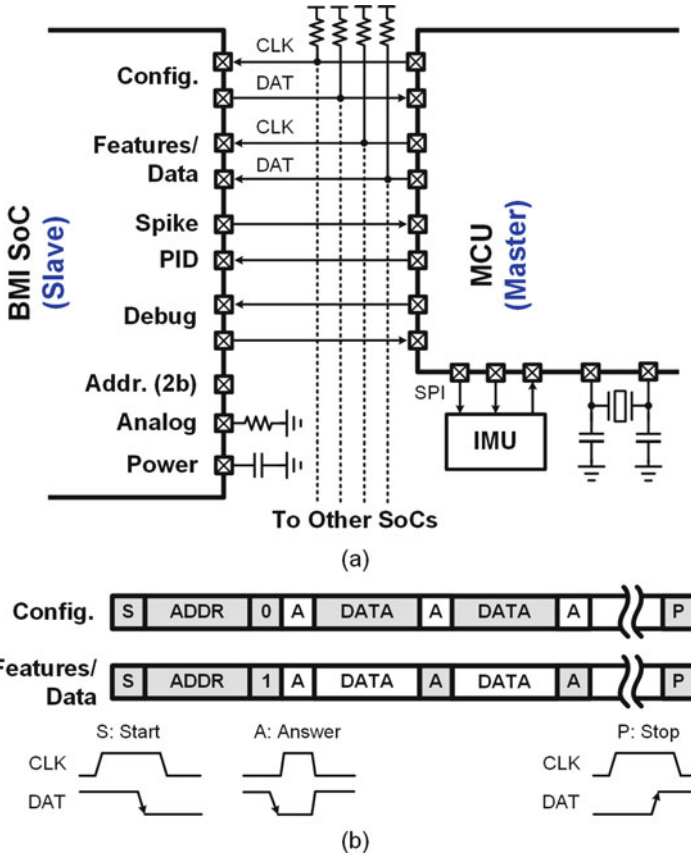 CLK
Config.
DAT
CLK
Features/
Data
DAT
Spike
PID
Debug
Addr. (2b)
Analog
Power
BMI SoC
(Slave)
MCU
(Master)
SPI
IMU
To Other SoCs
(a)
Config. S ADDR 0 A DATA A DATA A P
Features/
Data
S ADDR 1 A DATA A DATA A P
S: Start A: Answer P: Stop
CLK CLK
DAT DAT
(b)